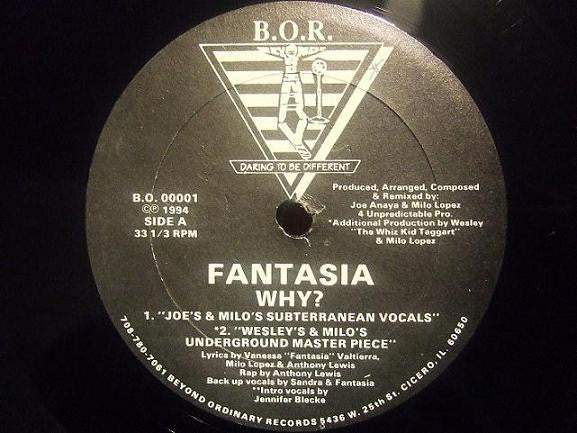 B.O.R.
DARING TO BE DIFFERENT
B.O. 00001
©℗ 1994
SIDE A
33 1/3 RPM
Produced, Arranged, Composed
& Remixed by:
Joe Anaya & Milo Lopez
4 Unpredictable Pro.
*Additional Production by Wesley
"The Whiz Kid Taggart"
& Milo Lopez
FANTASIA
WHY?
1. "JOE'S & MILO'S SUBTERRANEAN VOCALS"
*2. "WESLEY'S & MILO'S
UNDERGROUND MASTER PIECE"
Lyrics by Vanessa "Fantasia" Valtierra,
Milo Lopez & Anthony Lewis
Rap by Anthony Lewis
Back up vocals by Sandra & Fantasia
**Intro vocals by
Jennifer Blecke
708-780-7061 BEYOND ORDINARY RECORDS 5436 W. 25th ST. CICERO, IL. 60650